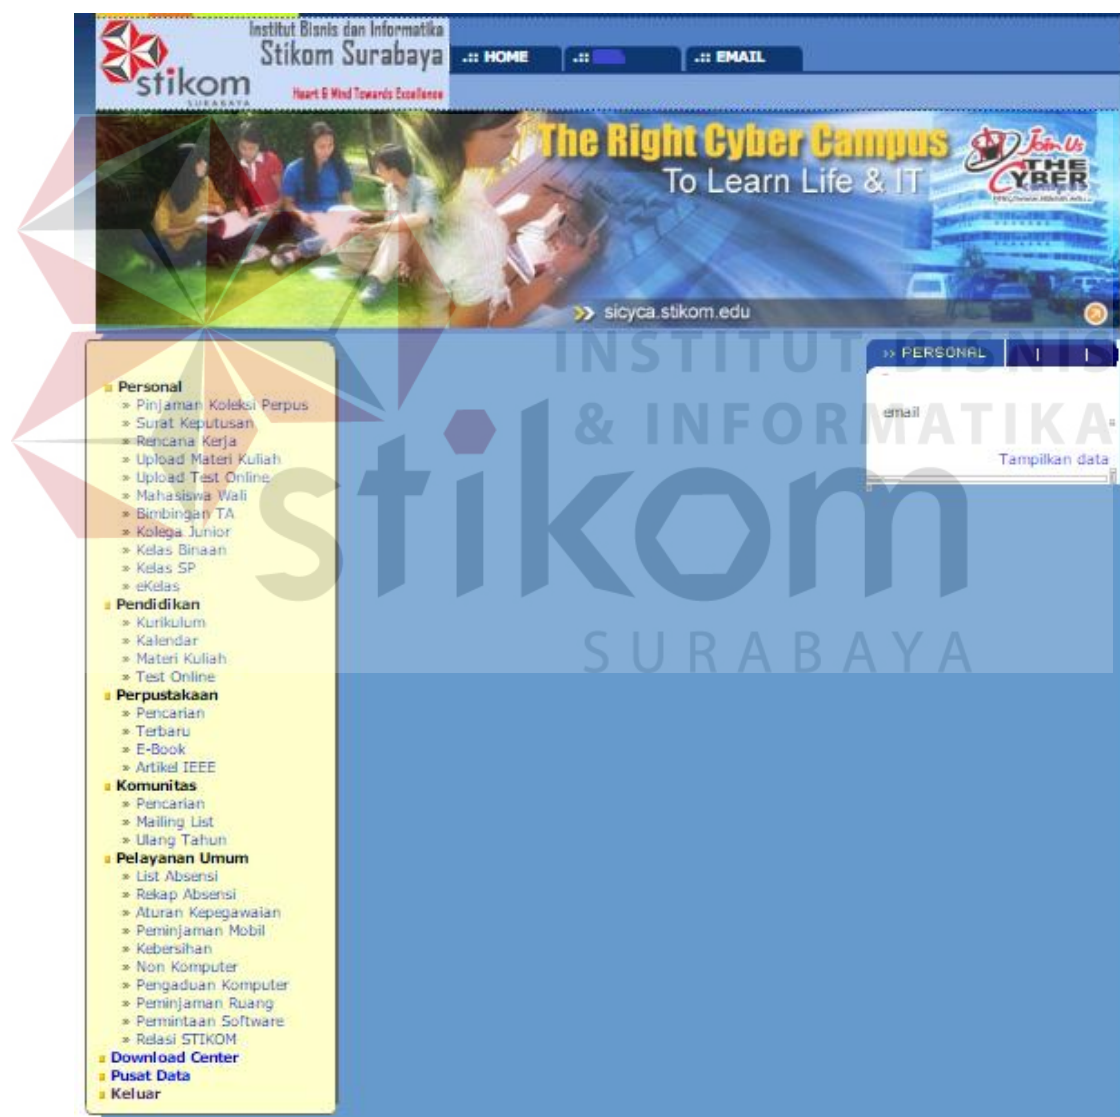 Institut Bisnis dan Informatika
Stikom Surabaya
stikom
SURABAYA
Heart & Mind Towards Excellence
.:: HOME
.::
.:: EMAIL
The Right Cyber Campus
To Learn Life & IT
Join Us
THE
CYBER
sicyca.stikom.edu
INSTITUT BISNIS
& INFORMATIKA
stikom
SURABAYA
Personal
» Pinjaman Koleksi Perpus
» Surat Keputusan
» Rencana Kerja
» Upload Materi Kuliah
» Upload Test Online
» Mahasiswa Wali
» Bimbingan TA
» Kolega Junior
» Kelas Binaan
» Kelas SP
» eKelas
Pendidikan
» Kurikulum
» Kalendar
» Materi Kuliah
» Test Online
Perpustakaan
» Pencarian
» Terbaru
» E-Book
» Artikel IEEE
Komunitas
» Pencarian
» Mailing List
» Ulang Tahun
Pelayanan Umum
» List Absensi
» Rekap Absensi
» Aturan Kepegawaian
» Peminjaman Mobil
» Kebersihan
» Non Komputer
» Pengaduan Komputer
» Peminjaman Ruang
» Permintaan Software
» Relasi STIKOM
Download Center
Pusat Data
Keluar
» PERSONAL
email
Tampilkan data